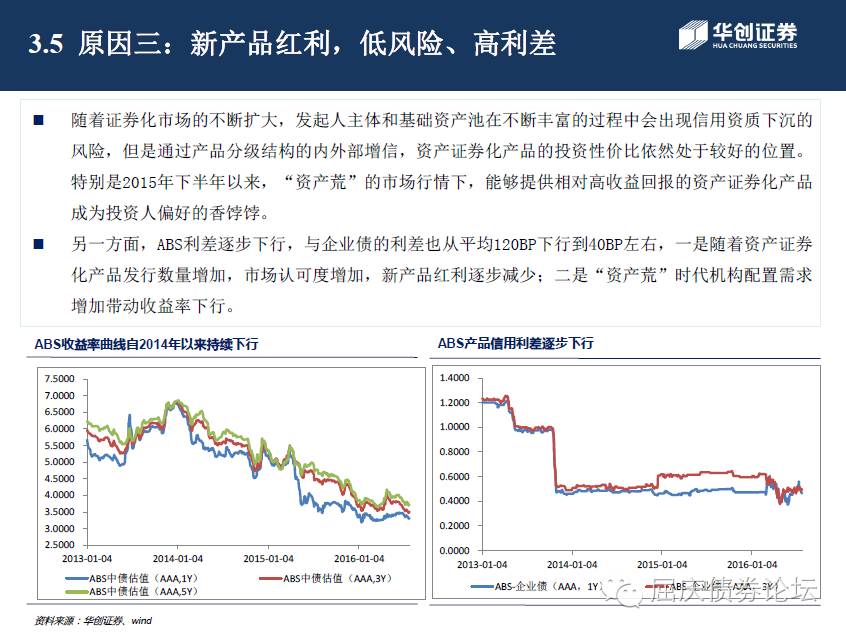 3.5 原因三：新产品红利，低风险、高利差
华创证券
HUA CHUANG SECURITIES
随着证券化市场的不断扩大，发起人主体和基础资产池在不断丰富的过程中会出现信用资质下沉的
风险，但是通过产品分级结构的内外部增信，资产证券化产品的投资性价比依然处于较好的位置。
特别是2015年下半年以来，“资产荒”的市场行情下，能够提供相对高收益回报的资产证券化产品
成为投资人偏好的香饽饽。
另一方面，ABS利差逐步下行，与企业债的利差也从平均120BP下行到40BP左右，一是随着资产证券
化产品发行数量增加，市场认可度增加，新产品红利逐步减少；二是“资产荒”时代机构配置需求
增加带动收益率下行。
ABS收益率曲线自2014年以来持续下行
7.5000
7.0000
6.5000
6.0000
5.5000
5.0000
4.5000
4.0000
3.5000
3.0000
2.5000
2013-01-04 2014-01-04 2015-01-04 2016-01-04
ABS中债估值（AAA,1Y） ABS中债估值（AAA,3Y）
ABS中债估值（AAA,5Y）
ABS产品信用利差逐步下行
1.4000
1.2000
1.0000
0.8000
0.6000
0.4000
0.2000
0.0000
2013-01-04 2014-01-04 2015-01-04 2016-01-04
ABS-企业债（AAA，1Y） ABS-企业债（AAA，3Y）
屈庆债券论坛
资料来源：华创证券、wind